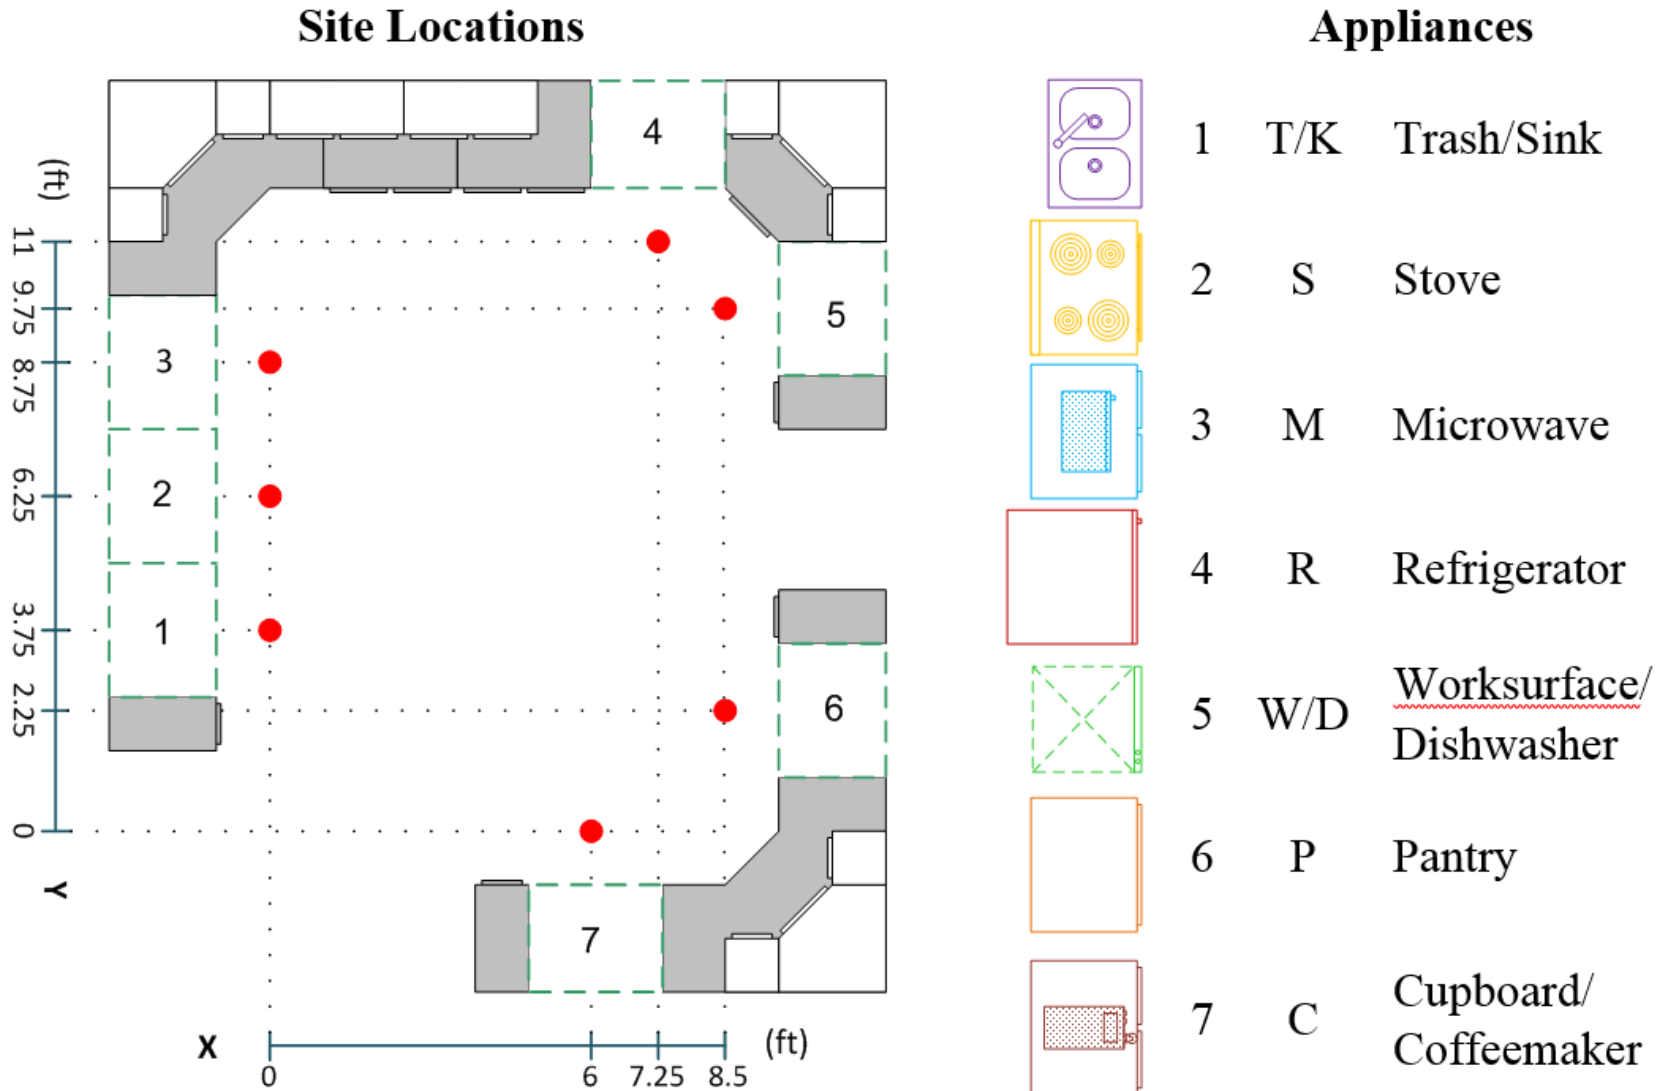 Site Locations
Appliances
(ft)
11
9.75
8.75
6.25
3.75
2.25
0
Y
4
5
3
2
1
6
7
X
0
6
7.25
8.5
(ft)
1 T/K Trash/Sink
2 S Stove
3 M Microwave
4 R Refrigerator
5 W/D Worksurface/
Dishwasher
6 P Pantry
7 C Cupboard/
Coffeemaker